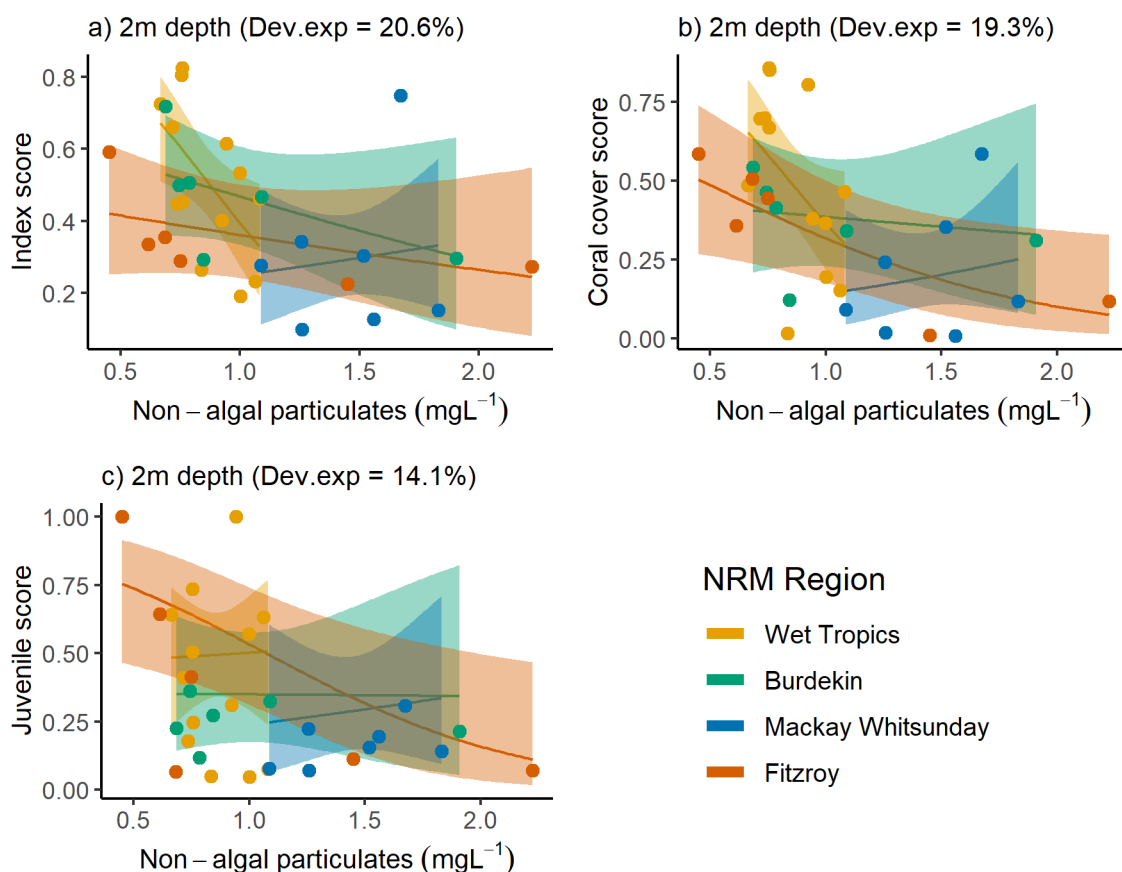 a) 2m depth (Dev.exp = 20.6%)
Index score
0.8
0.6
0.4
0.2
0.5 1.0 1.5 2.0
Non − algal particulates (mgL⁻¹)
b) 2m depth (Dev.exp = 19.3%)
Coral cover score
0.75
0.50
0.25
0.00
0.5 1.0 1.5 2.0
Non − algal particulates (mgL⁻¹)
c) 2m depth (Dev.exp = 14.1%)
Juvenile score
1.00
0.75
0.50
0.25
0.00
0.5 1.0 1.5 2.0
Non − algal particulates (mgL⁻¹)
NRM Region
Wet Tropics
Burdekin
Mackay Whitsunday
Fitzroy